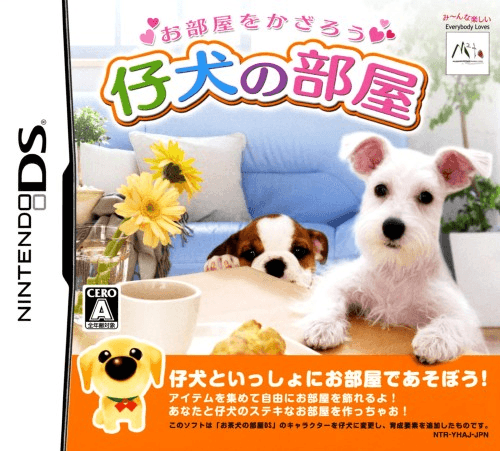 お部屋をかざろう
仔犬の部屋
み〜んな楽しい
Everybody Loves
NINTENDO DS
CERO
A
全年齢対象
仔犬といっしょにお部屋であそぼう!
アイテムを集めて自由にお部屋を飾れるよ!
あなたと仔犬のステキなお部屋を作っちゃお!
このソフトは「お茶犬の部屋DS」のキャラクターを仔犬に変更し、育成要素を追加したものです。
NTR-YHAJ-JPN